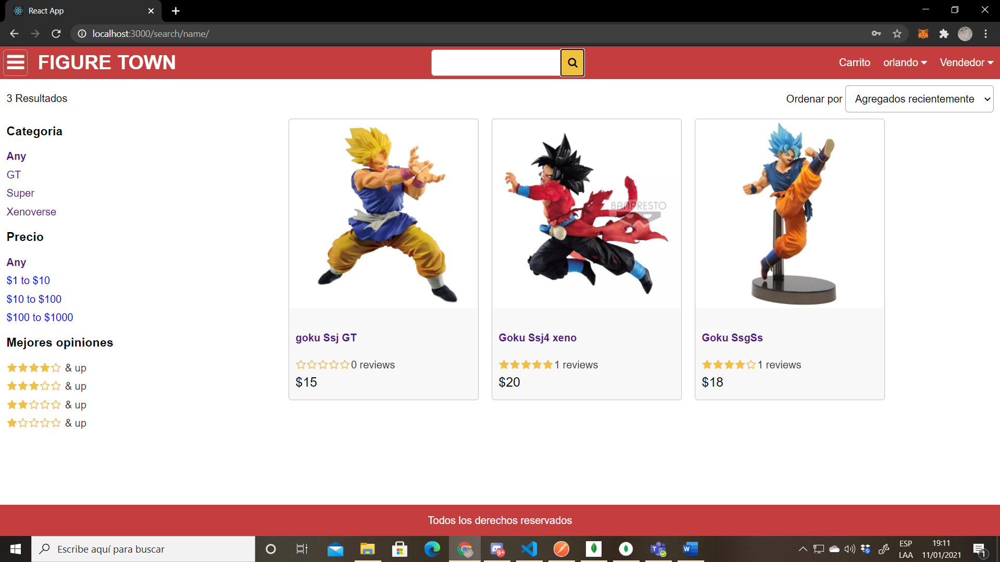 React App
localhost:3000/search/name/
FIGURE TOWN
Carrito
orlando
Vendedor
3 Resultados
Ordenar por
Agregados recientemente
Categoria
Any
GT
Super
Xenoverse
Precio
Any
$1 to $10
$10 to $100
$100 to $1000
Mejores opiniones
& up
& up
& up
& up
goku Ssj GT
0 reviews
$15
BANPRESTO
Goku Ssj4 xeno
1 reviews
$20
Goku SsgSs
1 reviews
$18
Todos los derechos reservados
Escribe aquí para buscar
9+
T
W
ESP
LAA
19:11
11/01/2021
1